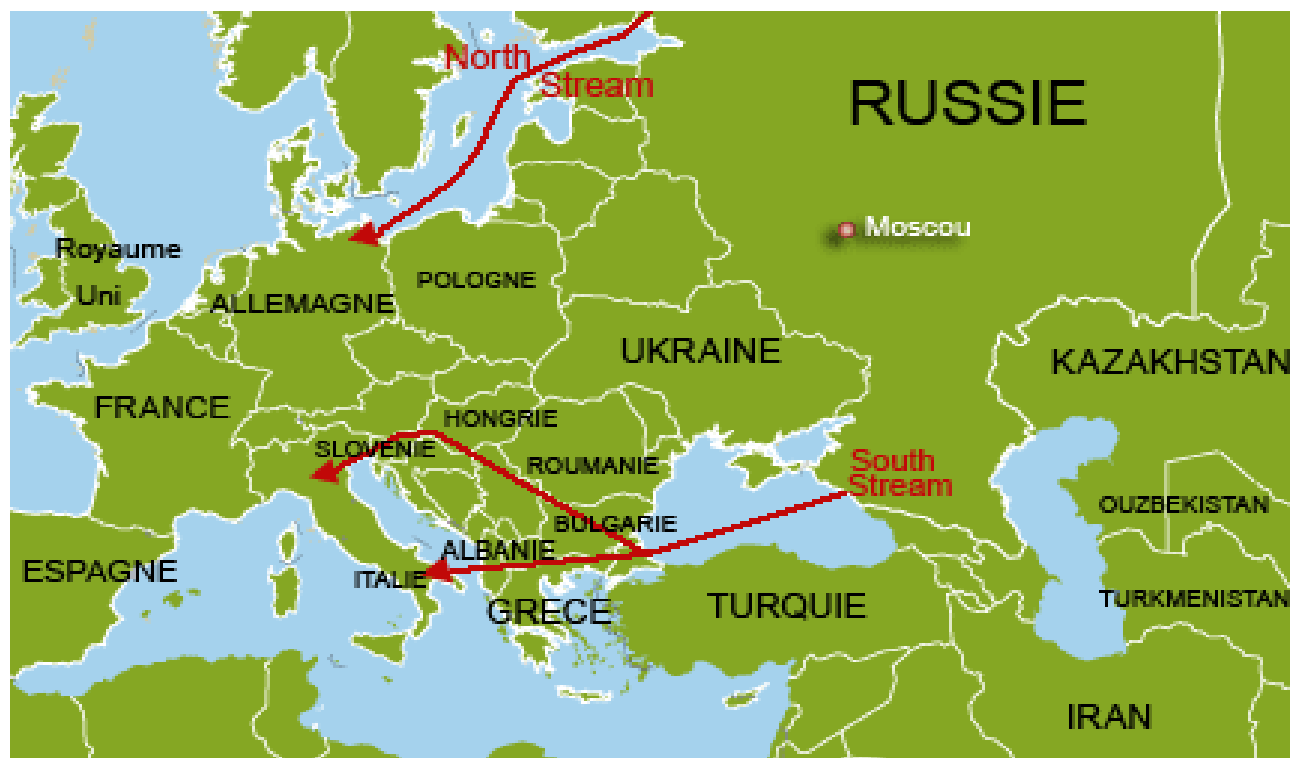 North
Stream
RUSSIE
Moscou
Royaume
Uni
POLOGNE
ALLEMAGNE
UKRAINE
KAZAKHSTAN
FRANCE
HONGRIE
SLOVENIE
ROUMANIE
South
Stream
OUZBEKISTAN
BULGARIE
ALBANIE
ESPAGNE
ITALIE
GRECE
TURQUIE
TURKMENISTAN
IRAN